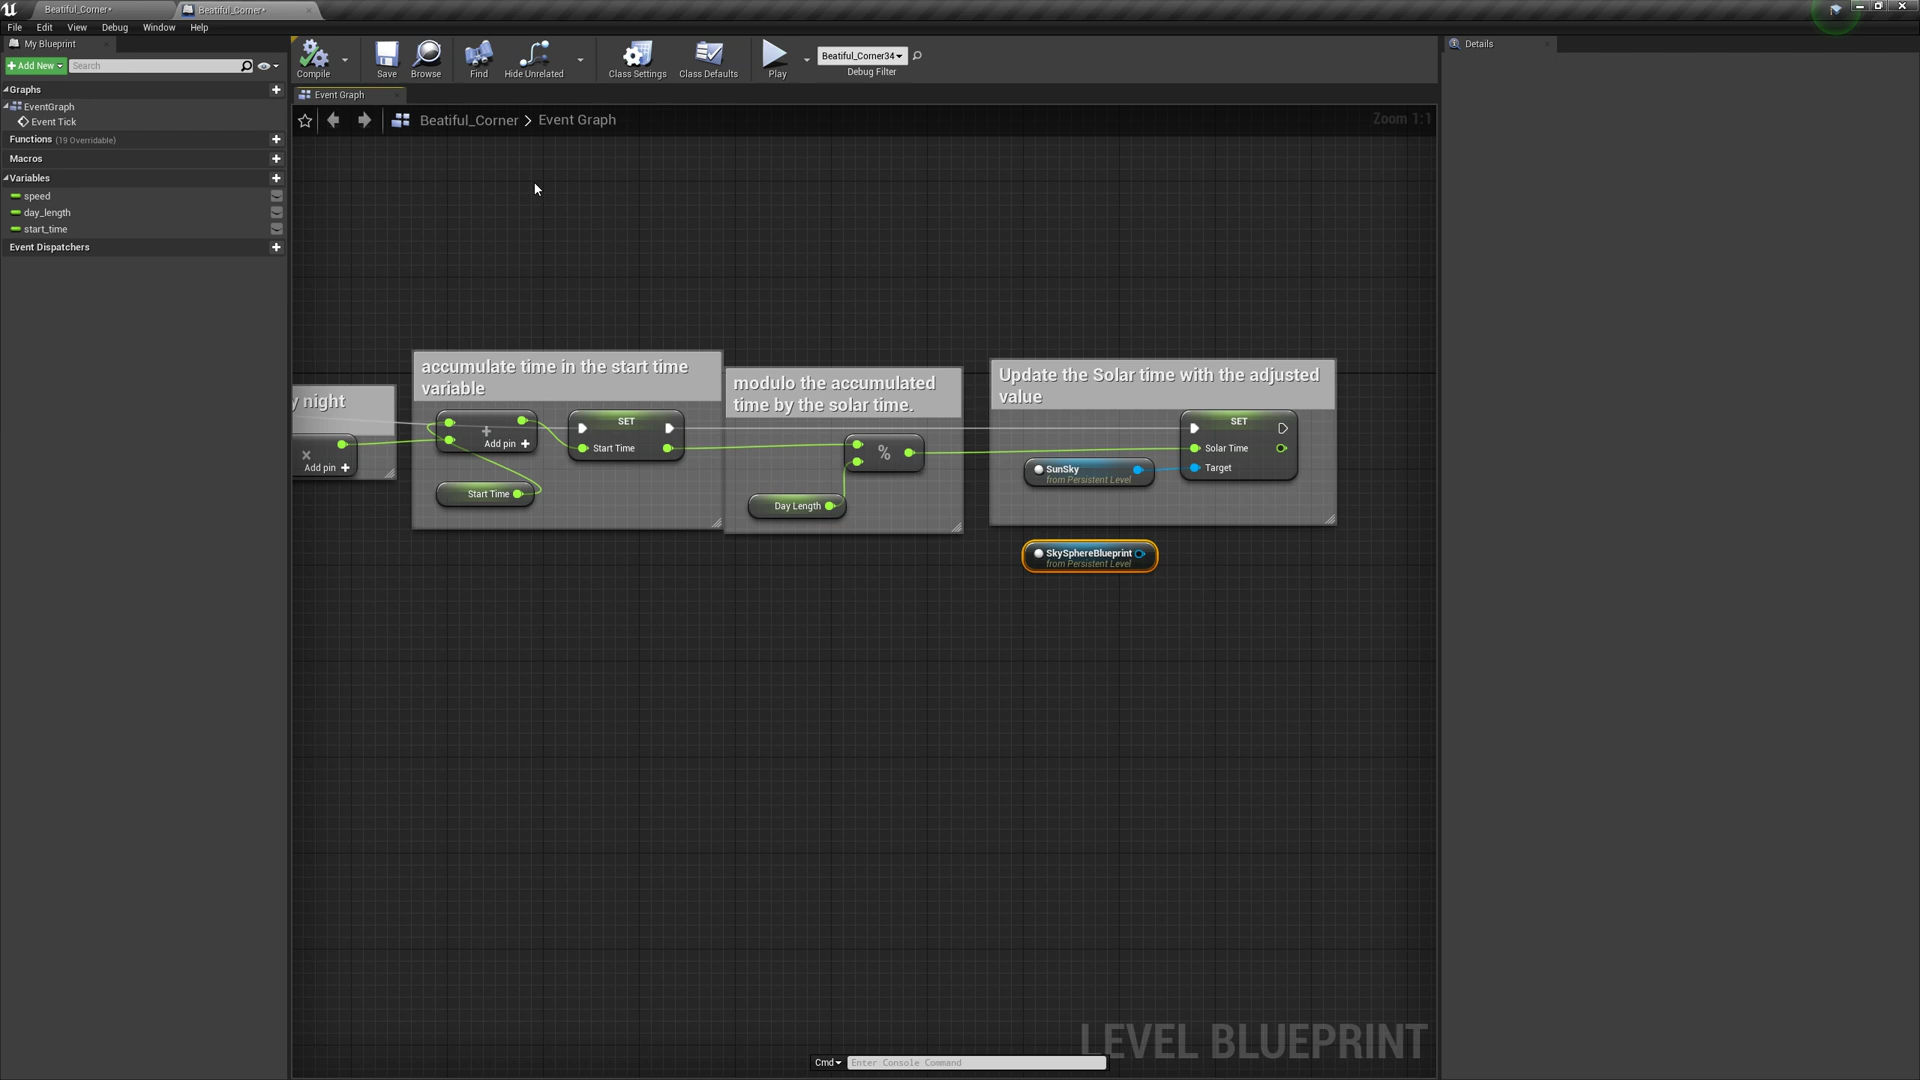 Beatiful_Corner•
Beatiful_Corner•
File Edit View Debug Window Help
My Blueprint
Details
Add New
Search
Compile
Save
Browse
Find
Hide Unrelated
Class Settings
Class Defaults
Play
Beatiful_Corner34
Debug Filter
Graphs
EventGraph
Event Tick
Functions (19 Overridable)
Macros
Variables
speed
day_length
start_time
Event Dispatchers
Event Graph
Beatiful_Corner > Event Graph
Zoom 1:1
y night
Add pin +
accumulate time in the start time
variable
+
Add pin +
SET
Start Time
Start Time
modulo the accumulated
time by the solar time.
%
Day Length
Update the Solar time with the adjusted
value
SET
Solar Time
Target
SunSky
from Persistent Level
SkySphereBlueprint
from Persistent Level
LEVEL BLUEPRINT
Cmd
Enter Console Command